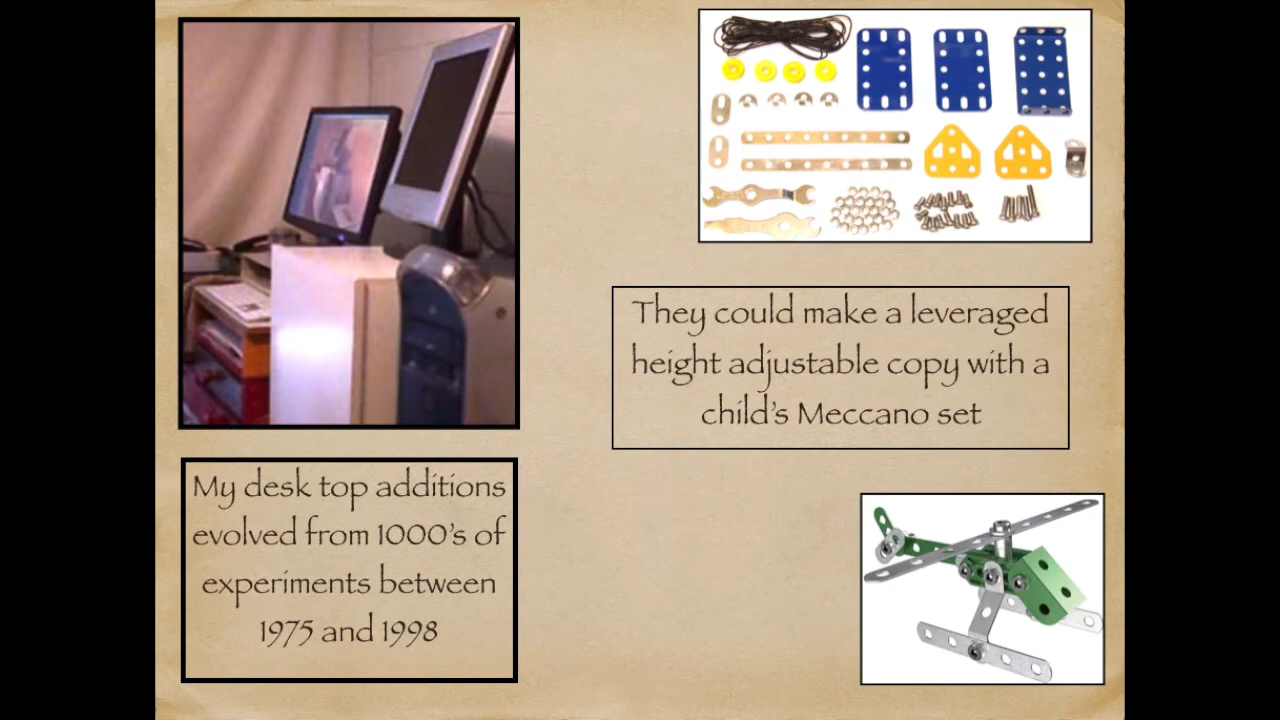 They could make a leveraged
height adjustable copy with a
child's Meccano set
My desk top additions
evolved from 1000's of
experiments between
1975 and 1998